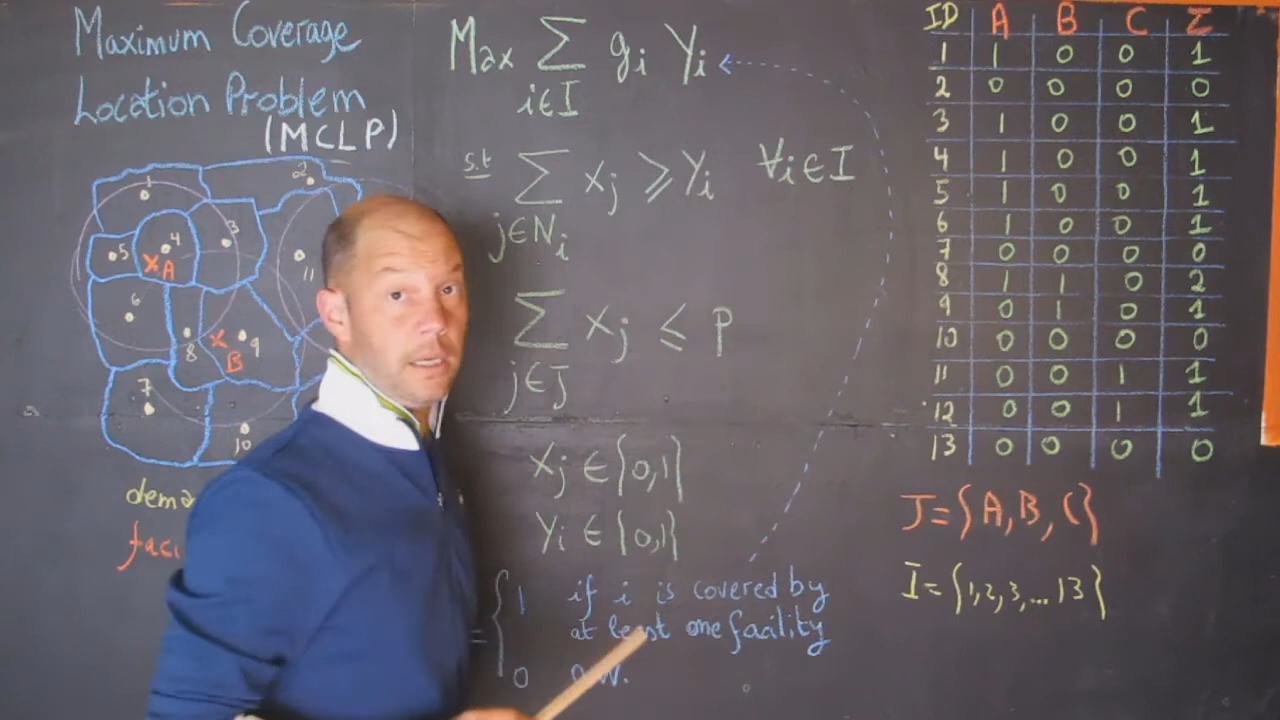 Maximum Coverage
Location Problem
(MCLP)
1
2
3
4
5
A
6
11
8
9
B
7
10
Max ∑ gi Yi
i∈I
s.t ∑ xj ⩾ Yi ∀i∈I
j∈Ni
∑ xj ≤ P
j∈J
Xj ∈ {0,1}
Yi ∈ {0,1}
= { 1 if i is covered by
at least one facility
0 o.w.
ID A B C Σ
1 1 0 0 1
2 0 0 0 0
3 1 0 0 1
4 1 0 0 1
5 1 0 0 1
6 1 0 0 1
7 0 0 0 0
8 1 1 0 2
9 0 1 0 1
10 0 0 0 0
11 0 0 1 1
12 0 0 1 1
13 0 0 0 0
J={A,B,C}
I={1,2,3,...13}